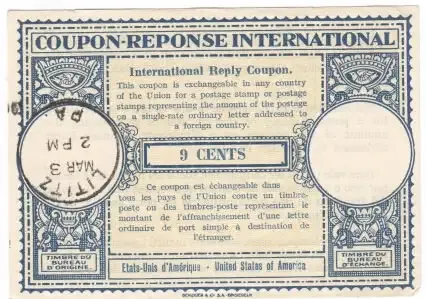 COUPON-REPONSE INTERNATIONAL
International Reply Coupon.
This coupon is exchangeable in any country
of the Union for a postage stamp or postage
stamps representing the amount of the postage
on a single-rate ordinary letter addressed to
a foreign country.
LITITZ
PA.
MAR 3
2 PM
9 CENTS
Ce coupon est échangeable dans
tous les pays de l'Union contre un timbre-
poste ou des timbres-poste représentant le
montant de l'affranchissement d'une lettre
ordinaire de port simple à destination de
l'étranger.
TIMBRE DU
BUREAU
D'ORIGINE.
TIMBRE DU
BUREAU
D'ÉCHANGE.
Etats-Unis d'Amérique - United States of America